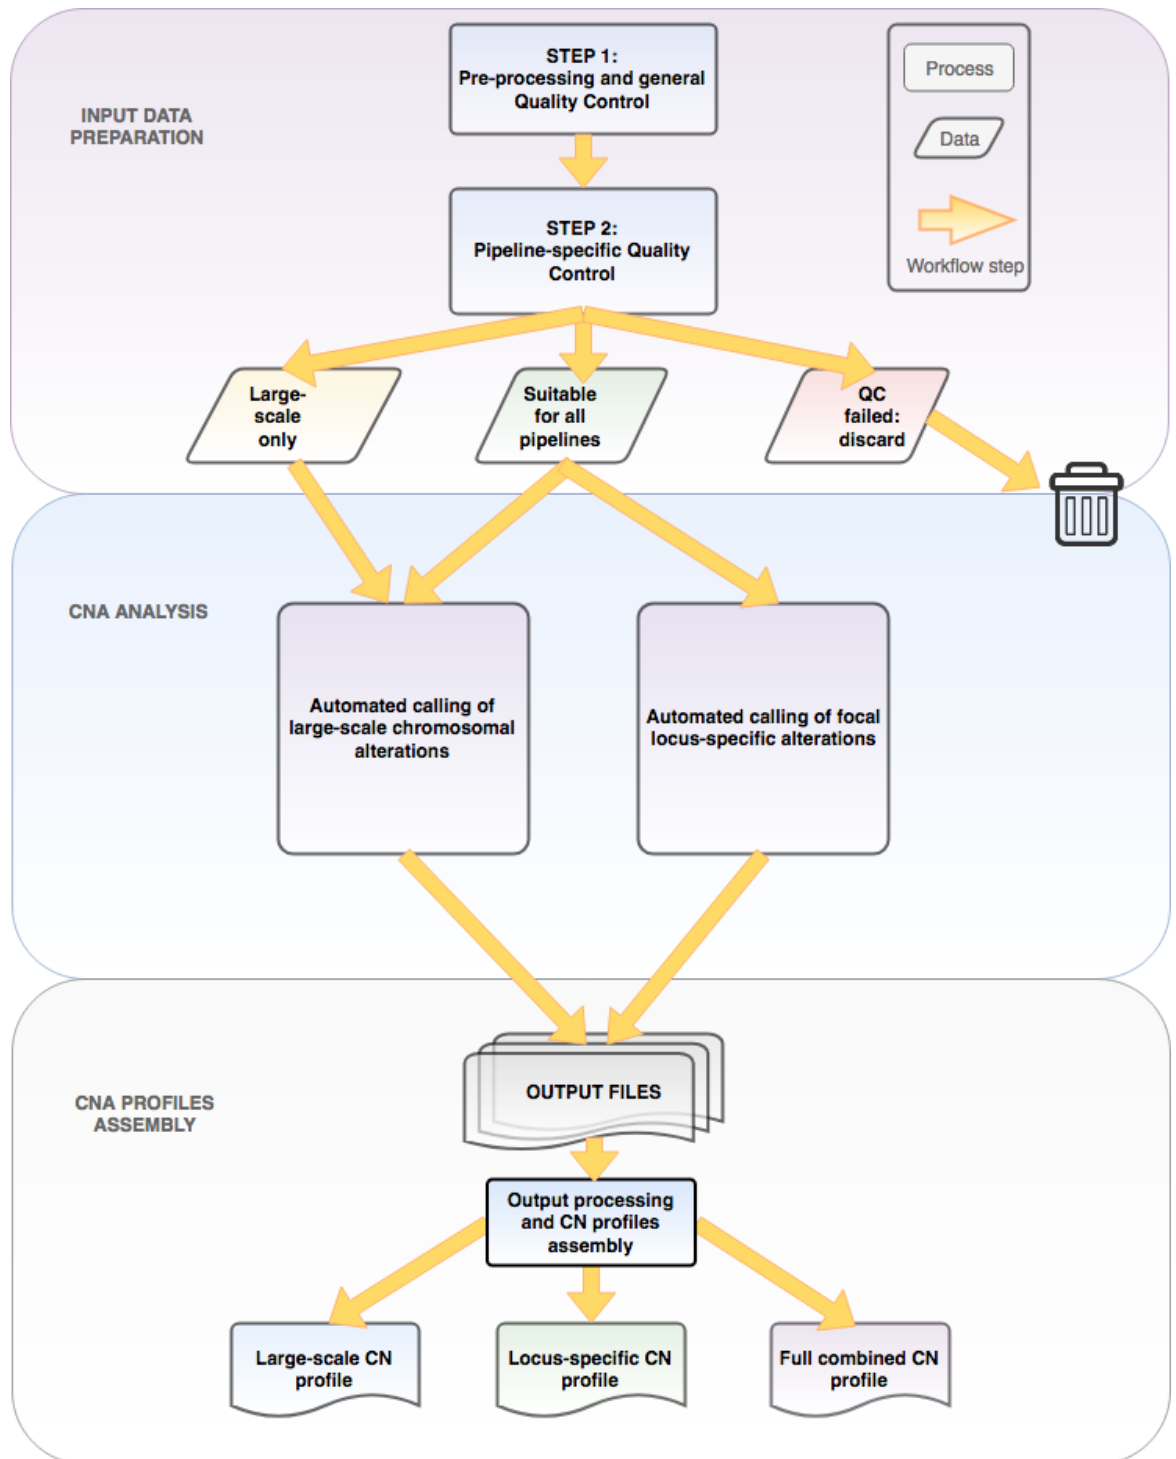 STEP 1:
Pre-processing and general
Quality Control
Process
INPUT DATA
PREPARATION
Data
STEP 2:
Pipeline-specific Quality
Control
Workflow step
Large-
scale
only
Suitable
for all
pipelines
QC
failed:
discard
CNA ANALYSIS
Automated calling of
large-scale chromosomal
alterations
Automated calling of focal
locus-specific alterations
OUTPUT FILES
CNA PROFILES
ASSEMBLY
Output processing
and CN profiles
assembly
Large-scale CN
profile
Locus-specific CN
profile
Full combined CN
profile